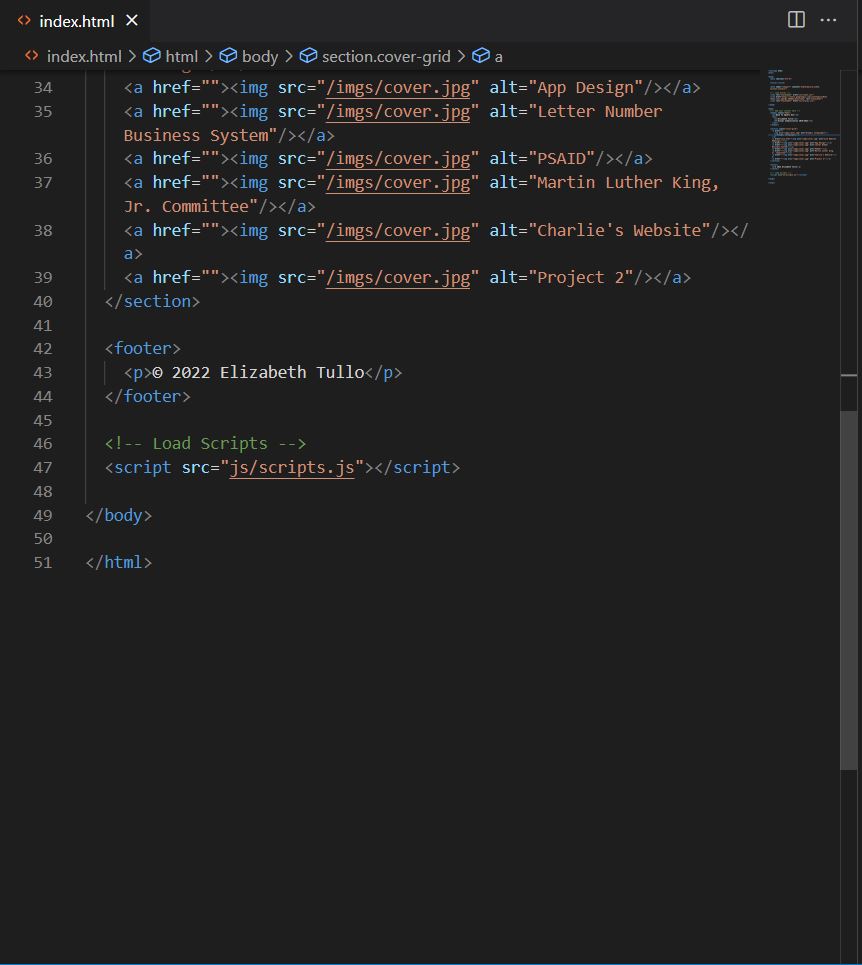 index.html
index.html > html > body > section.cover-grid > a
34 <a href=""><img src="/imgs/cover.jpg" alt="App Design"/></a>
35 <a href=""><img src="/imgs/cover.jpg" alt="Letter Number
Business System"/></a>
36 <a href=""><img src="/imgs/cover.jpg" alt="PSAID"/></a>
37 <a href=""><img src="/imgs/cover.jpg" alt="Martin Luther King,
Jr. Committee"/></a>
38 <a href=""><img src="/imgs/cover.jpg" alt="Charlie's Website"/></
a>
39 <a href=""><img src="/imgs/cover.jpg" alt="Project 2"/></a>
40 </section>
41
42 <footer>
43 <p>© 2022 Elizabeth Tullo</p>
44 </footer>
45
46 <!-- Load Scripts -->
47 <script src="js/scripts.js"></script>
48
49 </body>
50
51 </html>